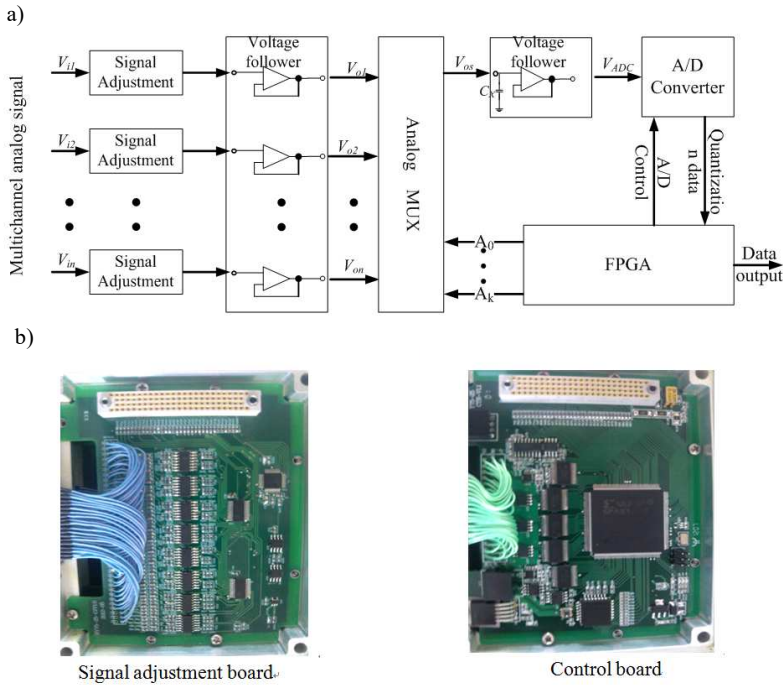 a)
Multichannel analog signal
Vi1
Signal
Adjustment
Voltage
follower
Vo1
Vi2
Signal
Adjustment
Vo2
Vin
Signal
Adjustment
Von
Analog MUX
Vos
Voltage
follower
CX
VADC
A/D
Converter
A/D
Control
Quantizatio
n data
A0
Ak
FPGA
Data
output
b)
Signal adjustment board
Control board